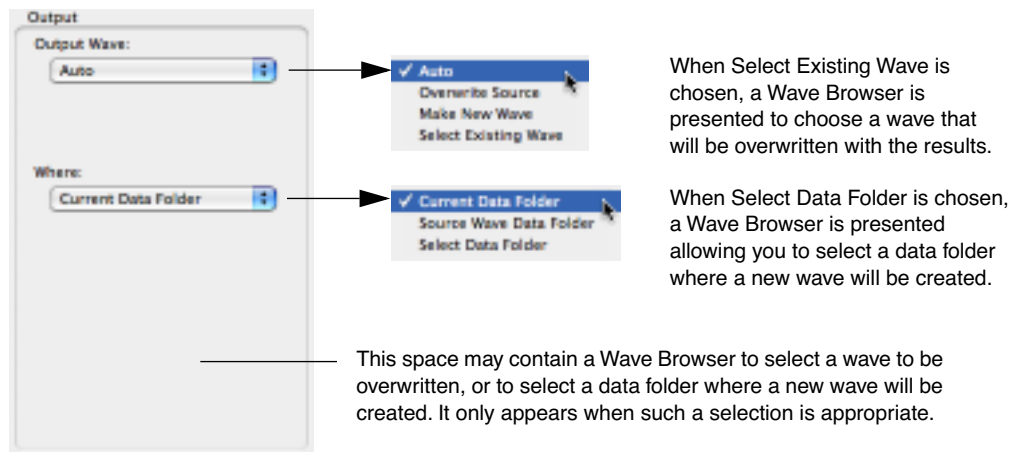 Output
Output Wave:
Auto
✓ Auto
Overwrite Source
Make New Wave
Select Existing Wave
When Select Existing Wave is
chosen, a Wave Browser is
presented to choose a wave that
will be overwritten with the results.
Where:
Current Data Folder
✓ Current Data Folder
Source Wave Data Folder
Select Data Folder
When Select Data Folder is chosen,
a Wave Browser is presented
allowing you to select a data folder
where a new wave will be created.
This space may contain a Wave Browser to select a wave to be
overwritten, or to select a data folder where a new wave will be
created. It only appears when such a selection is appropriate.